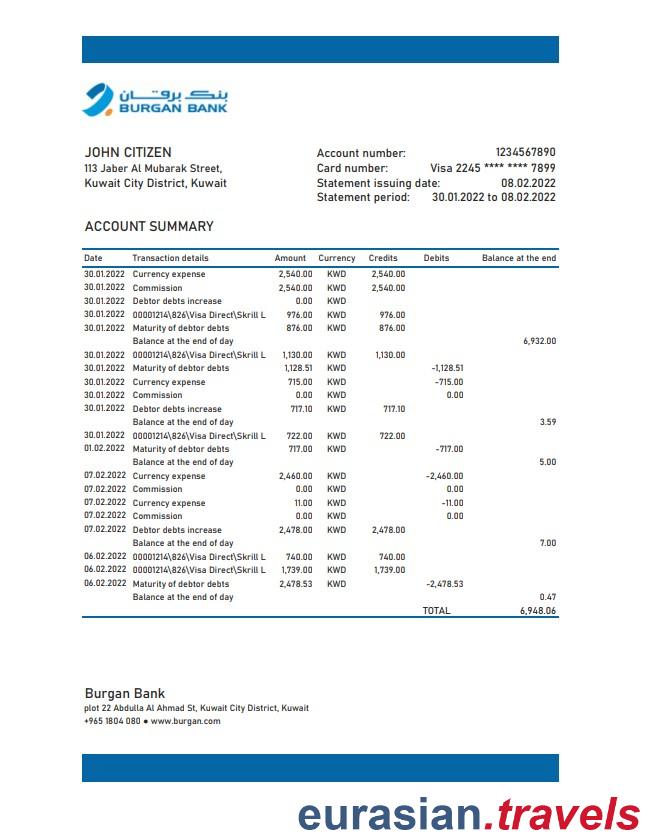 بنك برقان
BURGAN BANK
JOHN CITIZEN
113 Jaber Al Mubarak Street,
Kuwait City District, Kuwait
Account number: 1234567890
Card number: Visa 2245 **** **** 7899
Statement issuing date: 08.02.2022
Statement period: 30.01.2022 to 08.02.2022
ACCOUNT SUMMARY
Date Transaction details Amount Currency Credits Debits Balance at the end
30.01.2022 Currency expense 2,540.00 KWD 2,540.00
30.01.2022 Commission 2,540.00 KWD 2,540.00
30.01.2022 Debtor debts increase 0.00 KWD
30.01.2022 00001214\826\Visa Direct\Skrill L 976.00 KWD 976.00
30.01.2022 Maturity of debtor debts 876.00 KWD 876.00
Balance at the end of day 6,932.00
30.01.2022 00001214\826\Visa Direct\Skrill L 1,130.00 KWD 1,130.00
30.01.2022 Maturity of debtor debts 1,128.51 KWD -1,128.51
30.01.2022 Currency expense 715.00 KWD -715.00
30.01.2022 Commission 0.00 KWD 0.00
30.01.2022 Debtor debts increase 717.10 KWD 717.10
Balance at the end of day 3.59
30.01.2022 00001214\826\Visa Direct\Skrill L 722.00 KWD 722.00
01.02.2022 Maturity of debtor debts 717.00 KWD -717.00
Balance at the end of day 5.00
07.02.2022 Currency expense 2,460.00 KWD -2,460.00
07.02.2022 Commission 0.00 KWD 0.00
07.02.2022 Currency expense 11.00 KWD -11.00
07.02.2022 Commission 0.00 KWD 0.00
07.02.2022 Debtor debts increase 2,478.00 KWD 2,478.00
Balance at the end of day 7.00
06.02.2022 00001214\826\Visa Direct\Skrill L 740.00 KWD 740.00
06.02.2022 00001214\826\Visa Direct\Skrill L 1,739.00 KWD 1,739.00
06.02.2022 Maturity of debtor debts 2,478.53 KWD -2,478.53
Balance at the end of day 0.47
TOTAL 6,948.06
Burgan Bank
plot 22 Abdulla Al Ahmad St, Kuwait City District, Kuwait
+965 1804 080 ● www.burgan.com
eurasian.travels